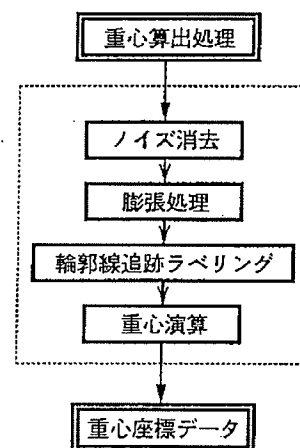 重心算出処理
ノイズ消去
膨張処理
輪郭線追跡ラベリング
重心演算
重心座標データ